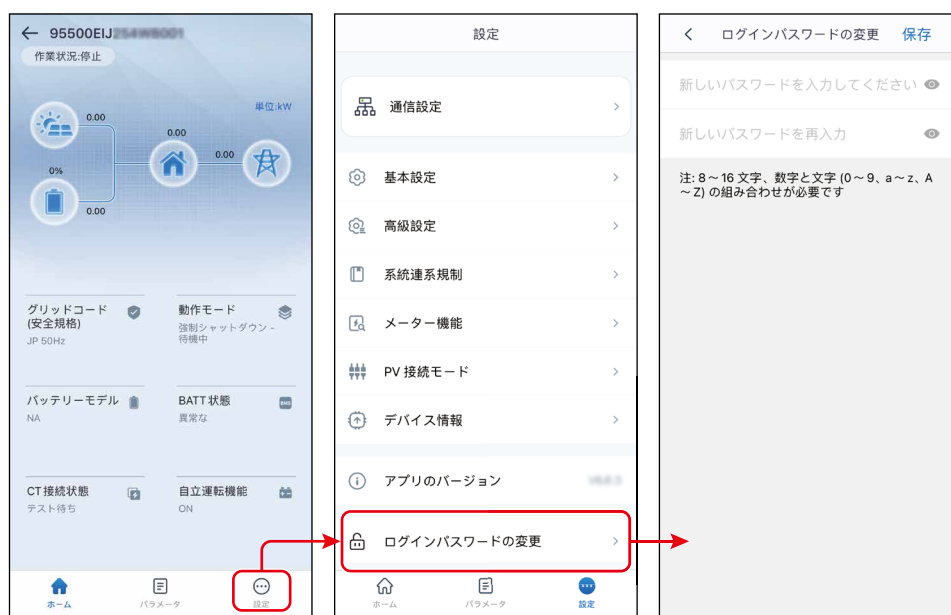 95500EIJ
作業状況:停止
単位:kW
0.00
0.00
0.00
0%
0.00
グリッドコード
(安全規格)
JP 50Hz
動作モード
強制シャットダウン -
待機中
バッテリーモデル
NA
BATT状態
異常な
CT接続状態
テスト待ち
自立運転機能
ON
ホーム
パラメータ
設定
設定
通信設定
基本設定
高級設定
系統連系規制
メーター機能
PV 接続モード
デバイス情報
アプリのバージョン
ログインパスワードの変更
ホーム
パラメータ
設定
ログインパスワードの変更
保存
新しいパスワードを入力してください
新しいパスワードを再入力
注: 8～16 文字、数字と文字 (0～9、a～z、A
～Z) の組み合わせが必要です